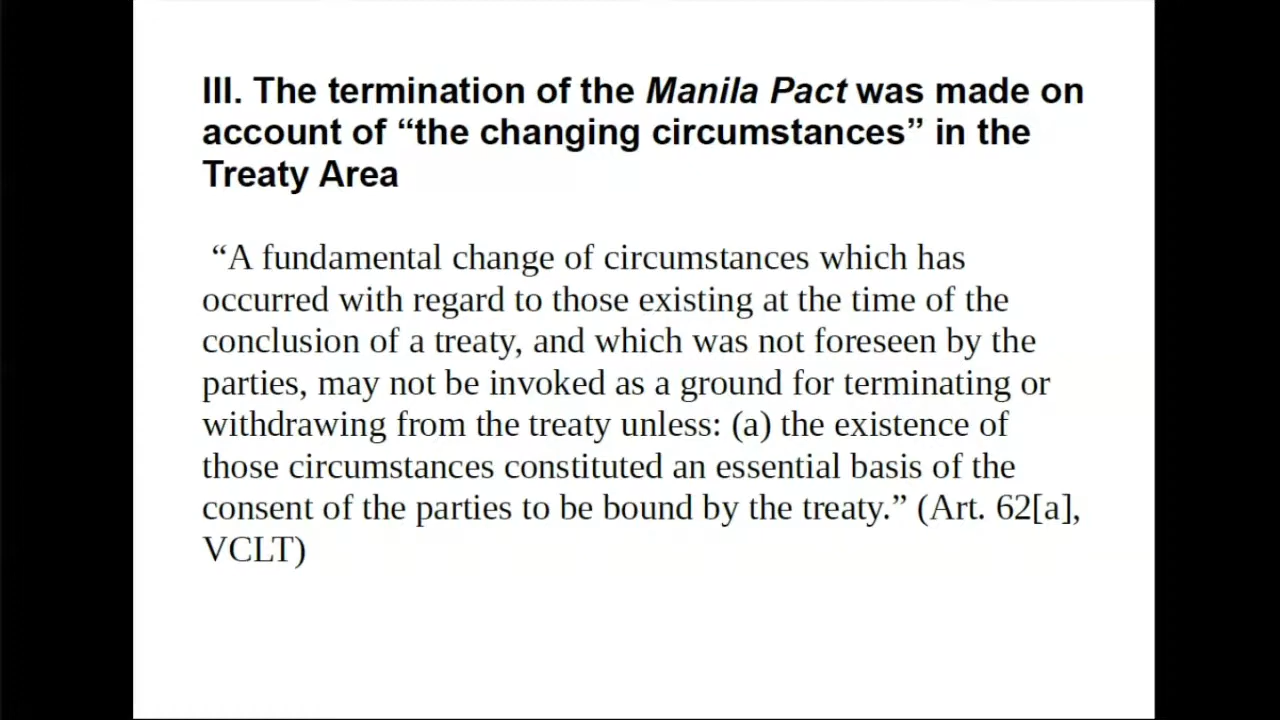 III. The termination of the Manila Pact was made on
account of “the changing circumstances” in the
Treaty Area
“A fundamental change of circumstances which has
occurred with regard to those existing at the time of the
conclusion of a treaty, and which was not foreseen by the
parties, may not be invoked as a ground for terminating or
withdrawing from the treaty unless: (a) the existence of
those circumstances constituted an essential basis of the
consent of the parties to be bound by the treaty.” (Art. 62[a],
VCLT)